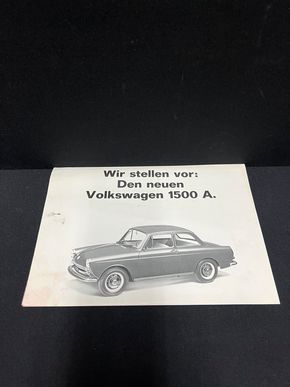 Wir stellen vor:
Den neuen
Volkswagen 1500 A.